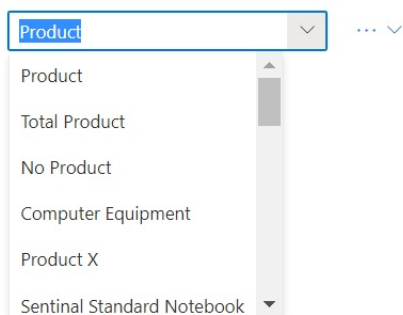 Product
Product
Total Product
No Product
Computer Equipment
Product X
Sentinal Standard Notebook